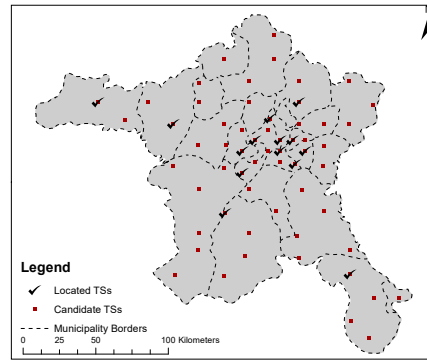 Legend
Located TSs
Candidate TSs
Municipality Borders
0 25 50 100 Kilometers